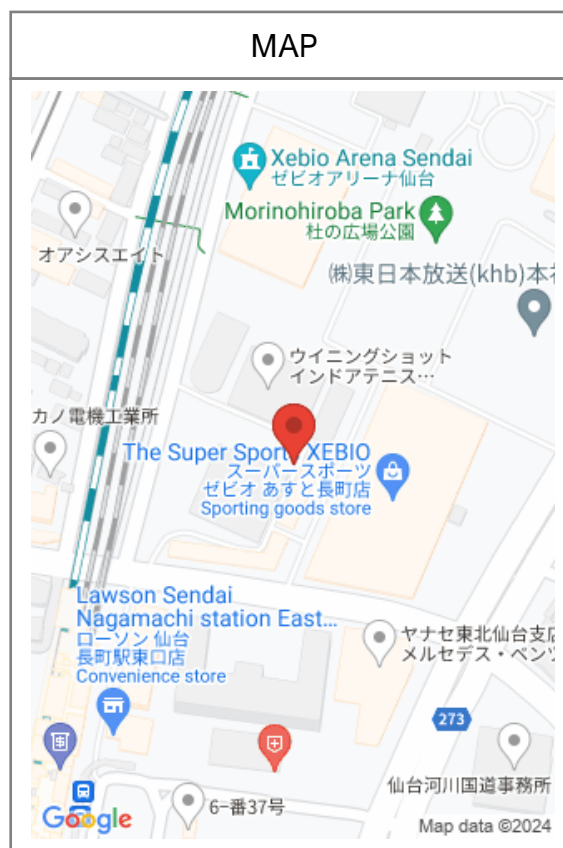 MAP
Xebio Arena Sendai
ゼビオアリーナ仙台
Morinohiroba Park
杜の広場公園
オアシスエイト
㈱東日本放送(khb)本社
ウイニングショット
インドアテニス…
カノ電機工業所
The Super Sports XEBIO
スーパースポーツ
ゼビオ あすと長町店
Sporting goods store
Lawson Sendai
Nagamachi station East...
ローソン 仙台
長町駅東口店
Convenience store
ヤナセ東北仙台支店
メルセデス・ベンツ
273
仙台河川国道事務所
6-番37号
Google
Map data ©2024